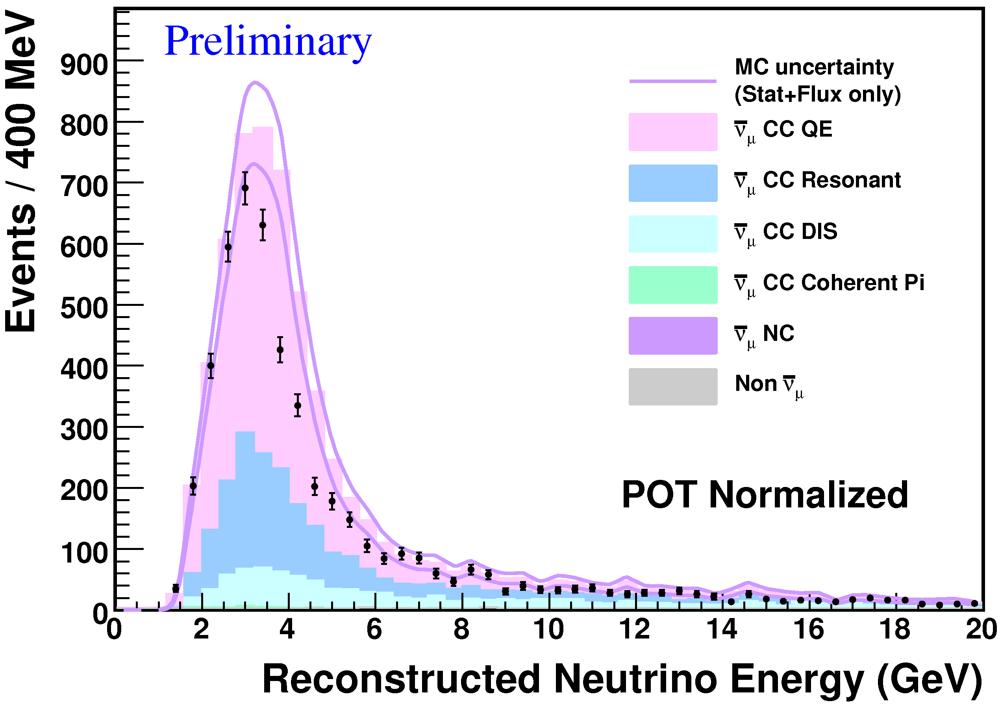 Preliminary
Events / 400 MeV
900
800
700
600
500
400
300
200
100
0
MC uncertainty
(Stat+Flux only)
ν̅μ CC QE
ν̅μ CC Resonant
ν̅μ CC DIS
ν̅μ CC Coherent Pi
ν̅μ NC
Non ν̅μ
POT Normalized
0 2 4 6 8 10 12 14 16 18 20
Reconstructed Neutrino Energy (GeV)